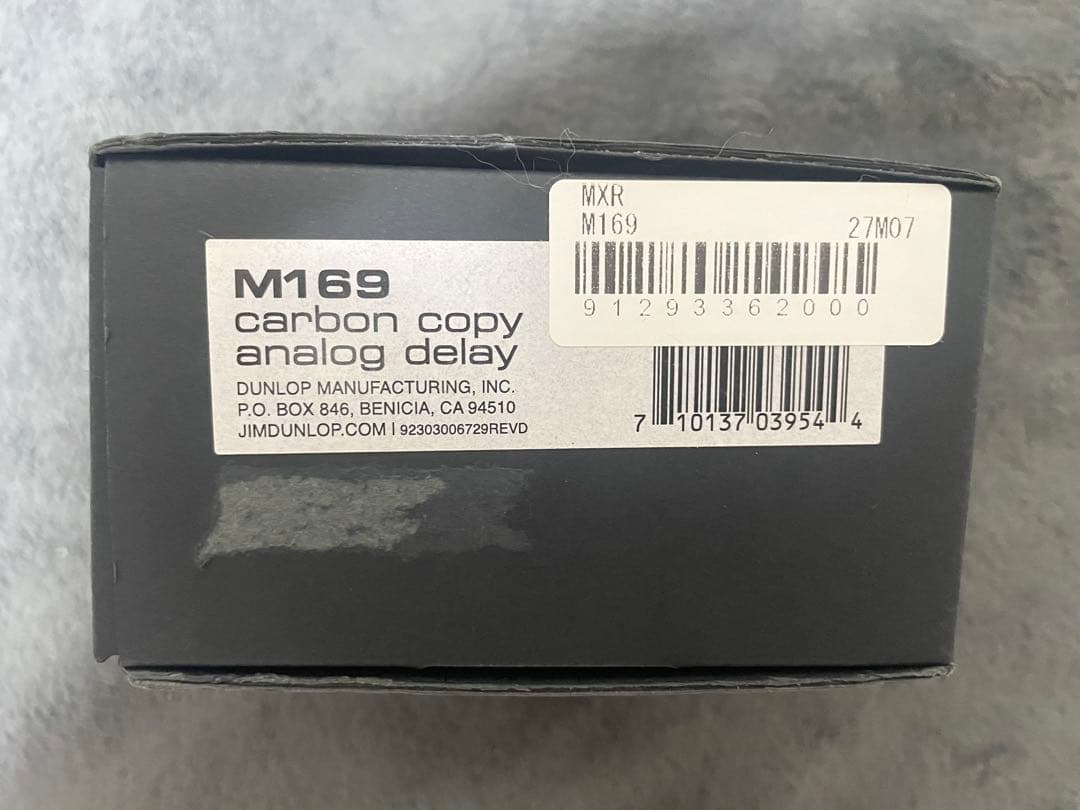 MXR
M169 27M07
912933362000
M169
carbon copy
analog delay
DUNLOP MANUFACTURING, INC.
P.O. BOX 846, BENICIA, CA 94510
JIMDUNLOP.COM | 92303006729REVD
7 10137 03954 4